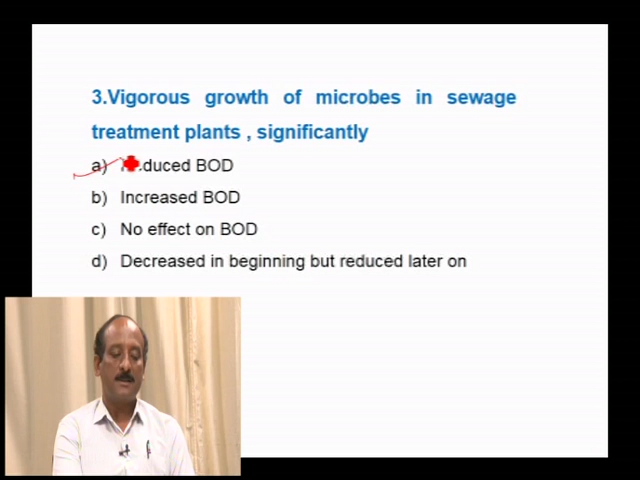 3.Vigorous growth of microbes in sewage
treatment plants , significantly
a) Reduced BOD
b) Increased BOD
c) No effect on BOD
d) Decreased in beginning but reduced later on